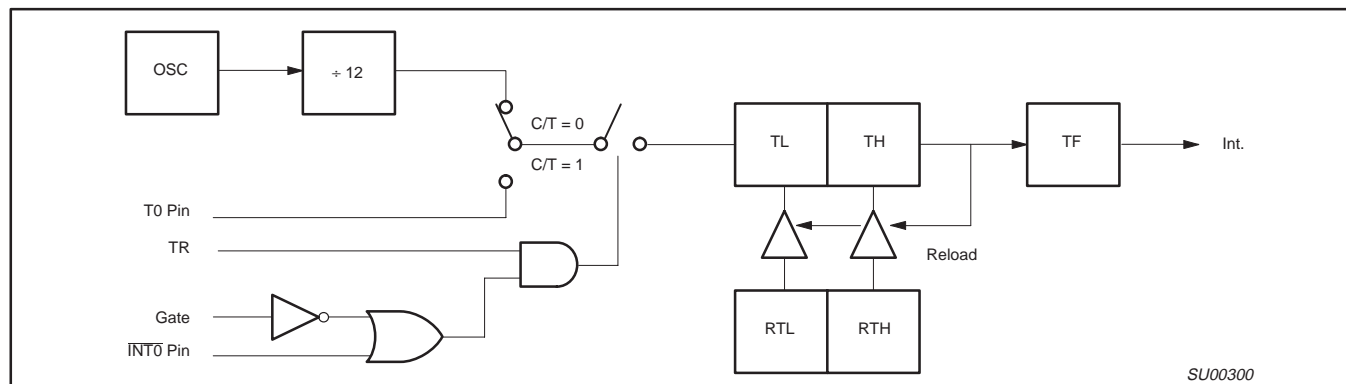 OSC
÷ 12
C/T = 0
C/T = 1
TL
TH
TF
Int.
T0 Pin
TR
Reload
Gate
INT0 Pin
RTL
RTH
SU00300